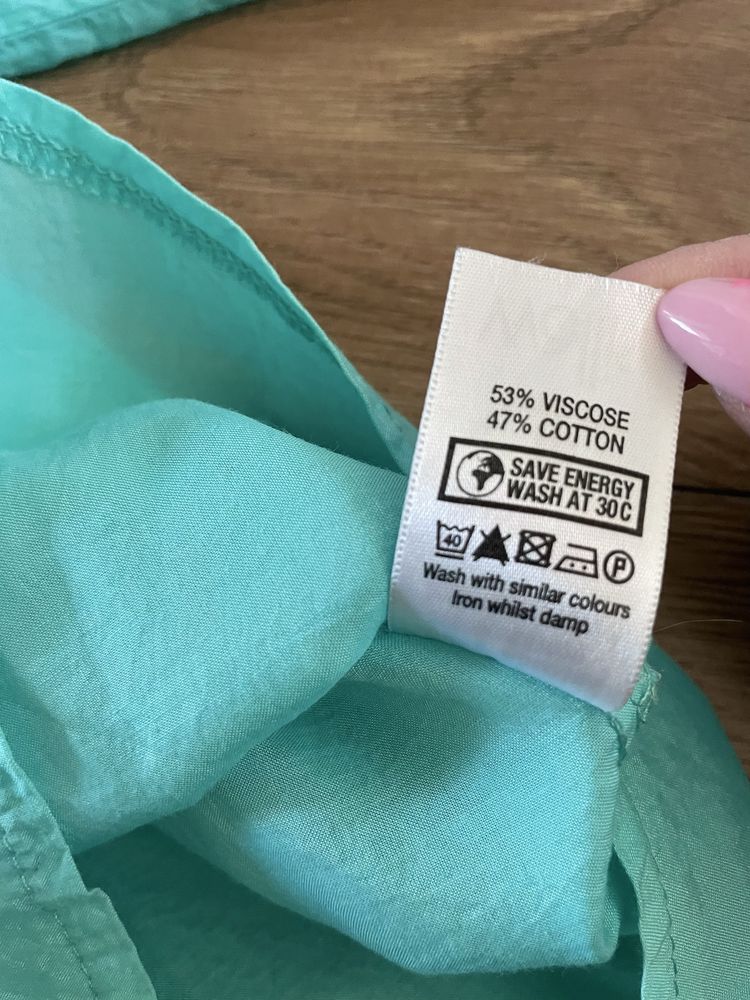 53% VISCOSE
47% COTTON
SAVE ENERGY
WASH AT 30C
40 P
Wash with similar colours
Iron whilst damp